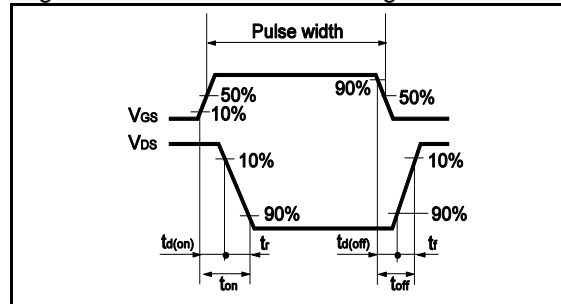 Pulse width
90%
50%
50%
10%
VGS
VDS
10%
10%
90%
90%
td(on)
tr
td(off)
tf
ton
toff